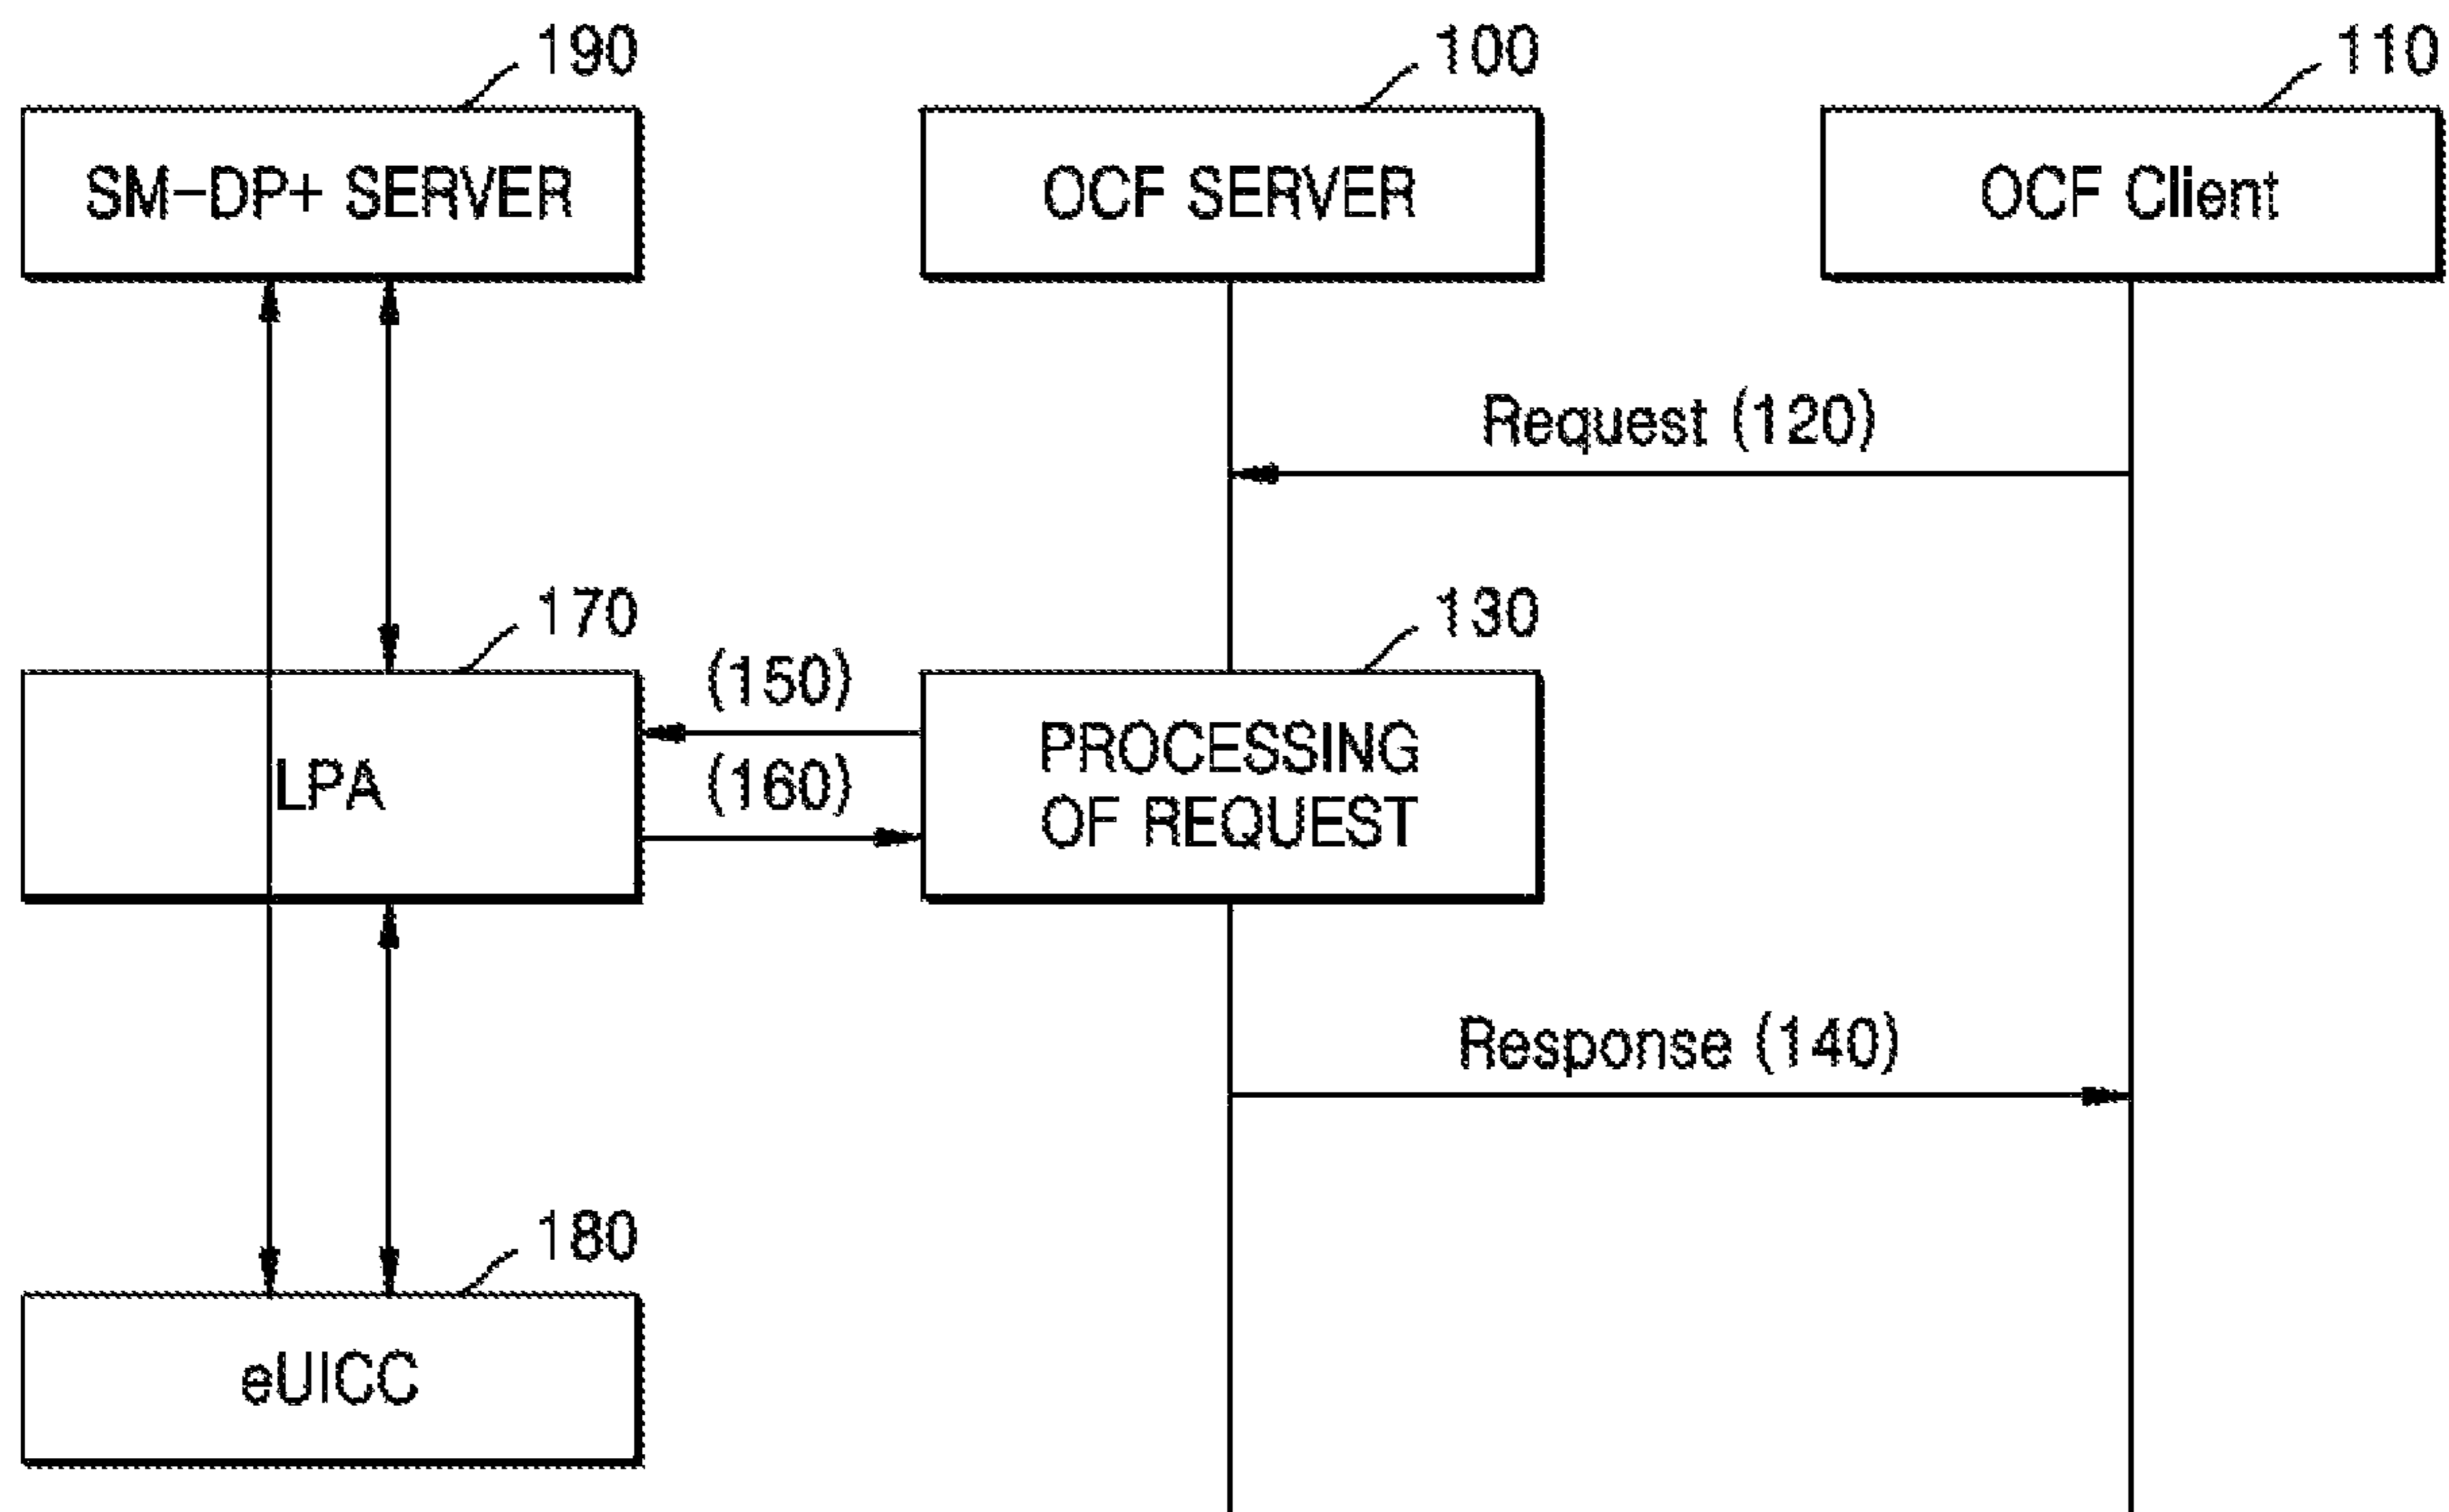 190
100
110
SM-DP+ SERVER
OCF SERVER
OCF Client
Request (120)
170
130
(150)
(160)
LPA
PROCESSING
OF REQUEST
Response (140)
180
eUICC